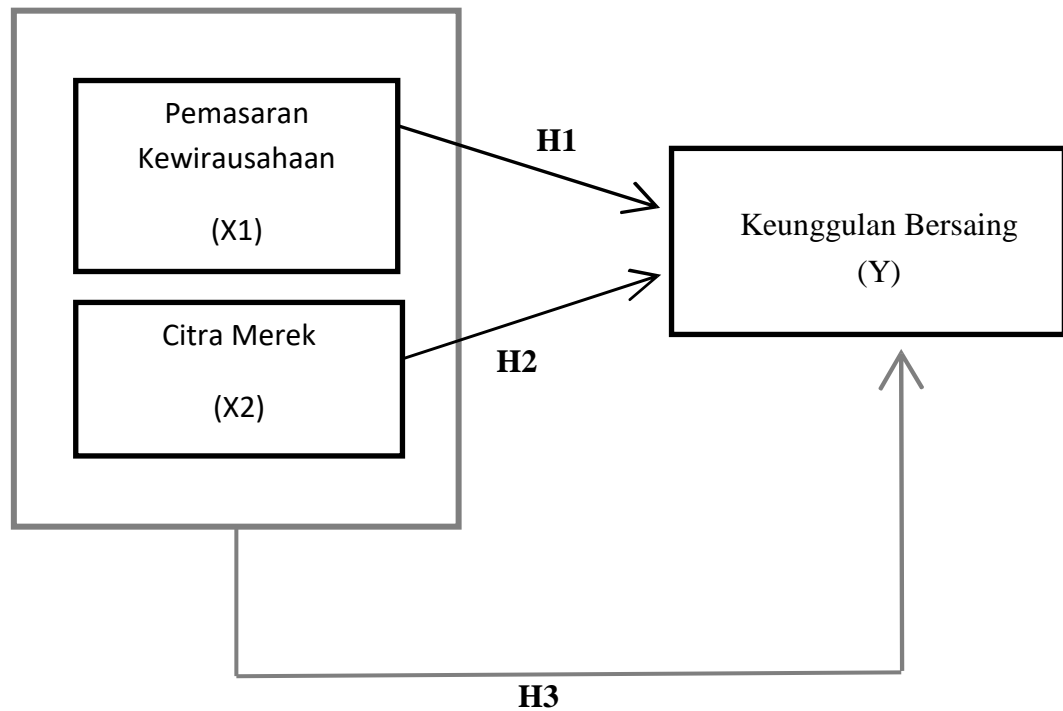 Pemasaran
Kewirausahaan
(X1)
H1
Keunggulan Bersaing
(Y)
Citra Merek
(X2)
H2
H3